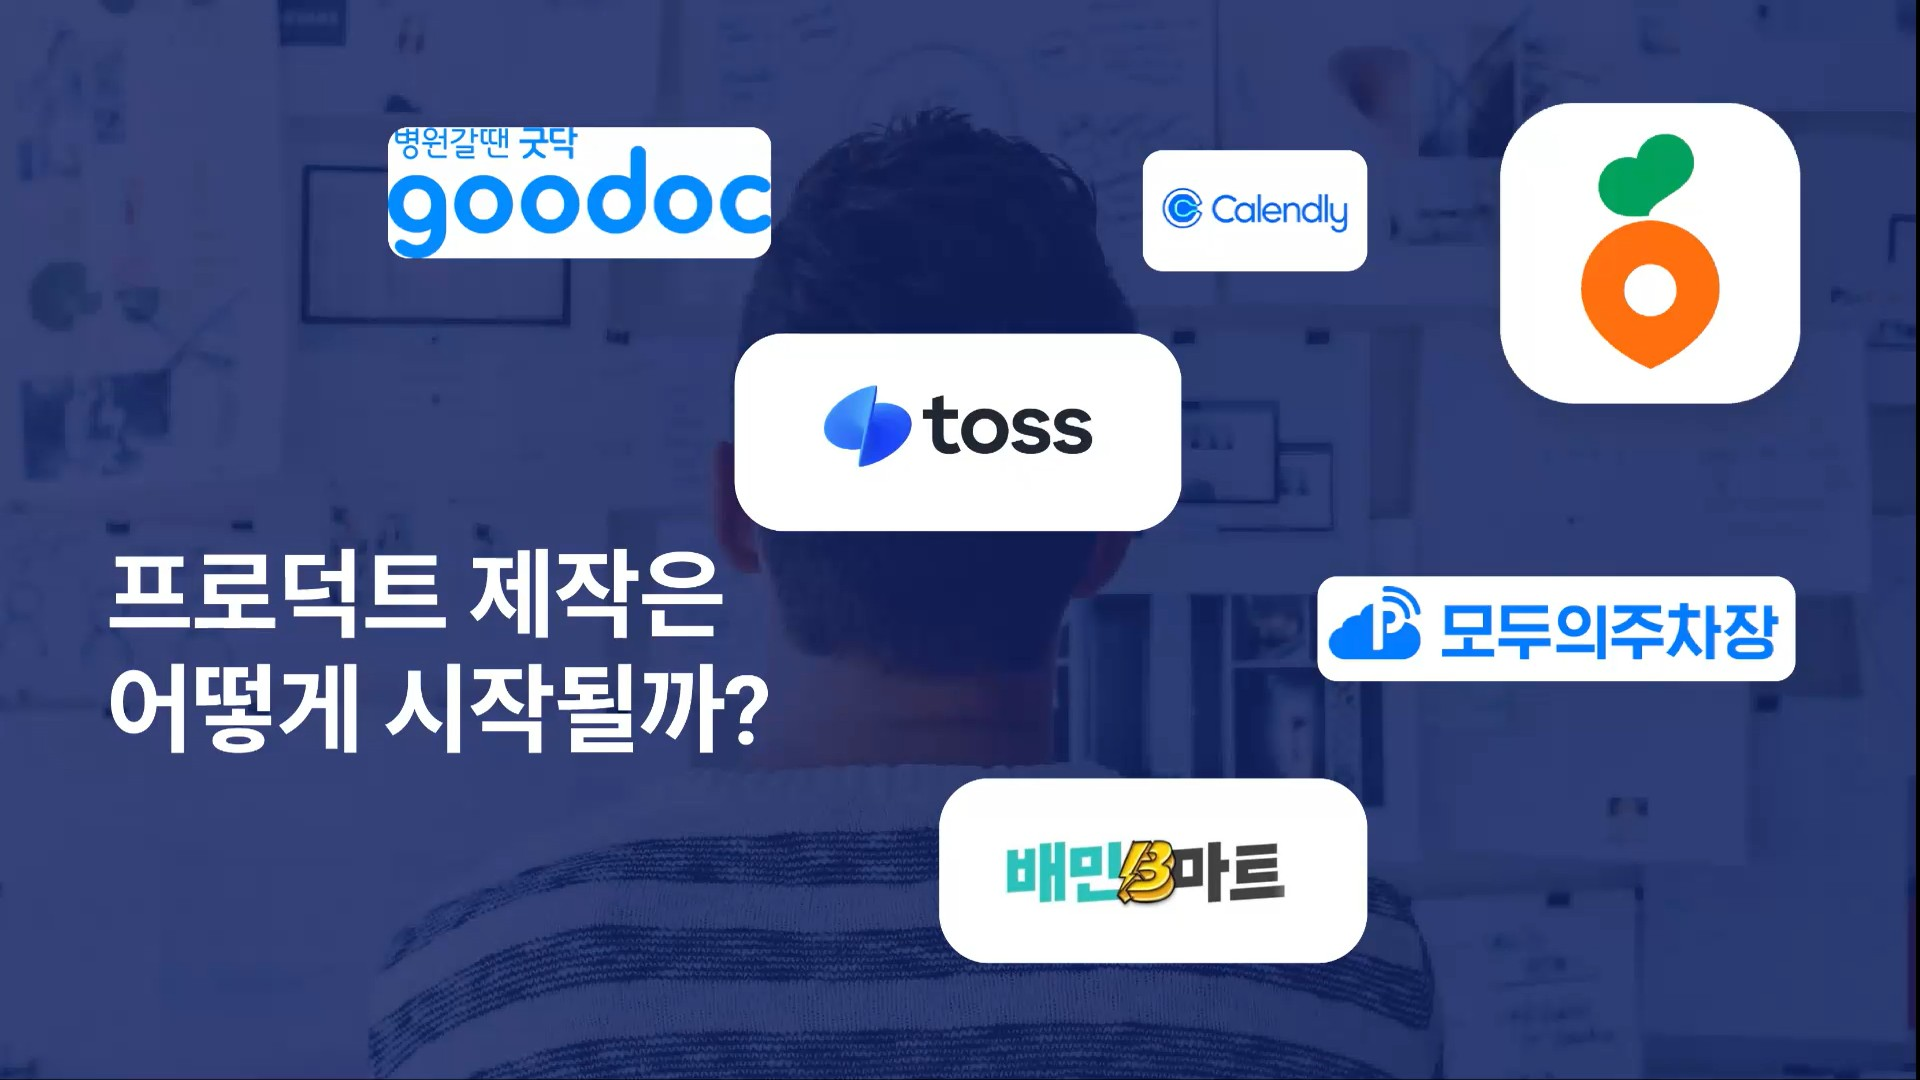 병원갈땐 굿닥
goodoc
Calendly
toss
프로덕트 제작은
어떻게 시작될까?
모두의주차장
배민B마트